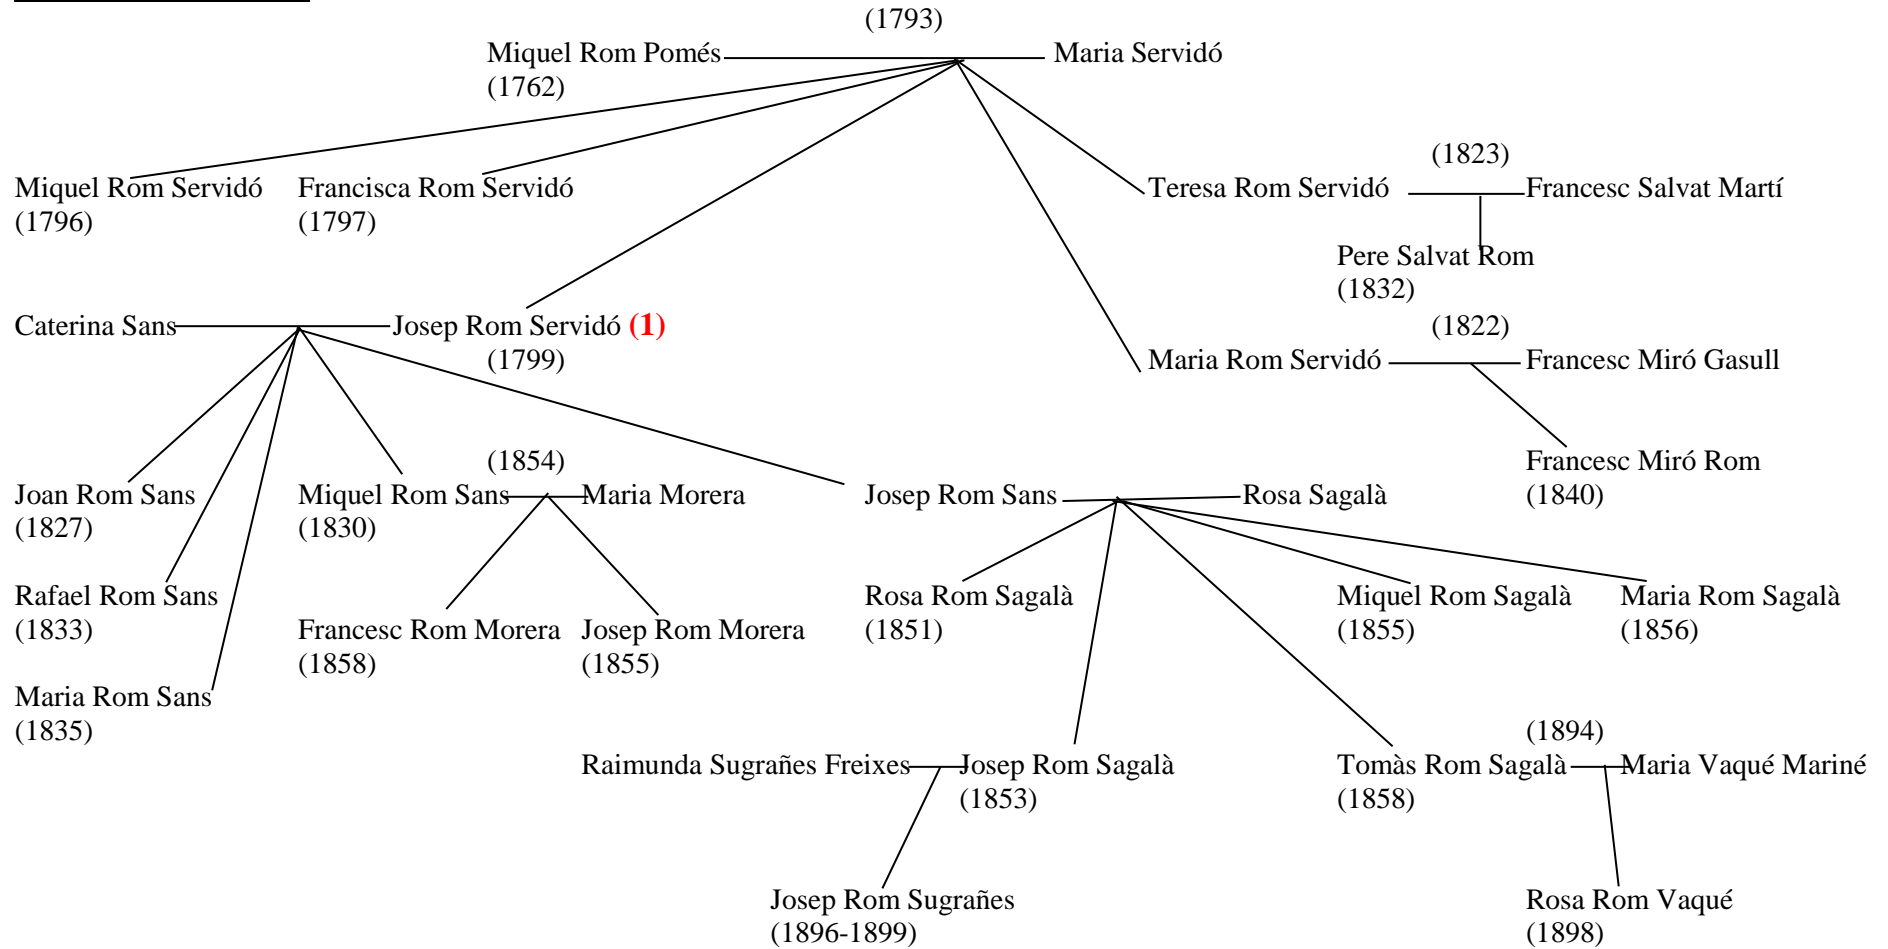 (1793)
Miquel Rom Pomés Maria Servidó
(1762)
(1823)
Miquel Rom Servidó Francisca Rom Servidó Teresa Rom Servidó Francesc Salvat Martí
(1796) (1797)
Pere Salvat Rom
(1832)
Caterina Sans Josep Rom Servidó (1) (1822)
(1799) Maria Rom Servidó Francesc Miró Gasull
(1854) Francesc Miró Rom
Joan Rom Sans Miquel Rom Sans Maria Morera Josep Rom Sans Rosa Sagalà (1840)
(1827) (1830)
Rafael Rom Sans Rosa Rom Sagalà Miquel Rom Sagalà Maria Rom Sagalà
(1833) Francesc Rom Morera Josep Rom Morera (1851) (1855) (1856)
(1858) (1855)
Maria Rom Sans
(1835) (1894)
Raimunda Sugrañes Freixes Josep Rom Sagalà Tomàs Rom Sagalà Maria Vaqué Mariné
(1853) (1858)
Josep Rom Sugrañes Rosa Rom Vaqué
(1896-1899) (1898)